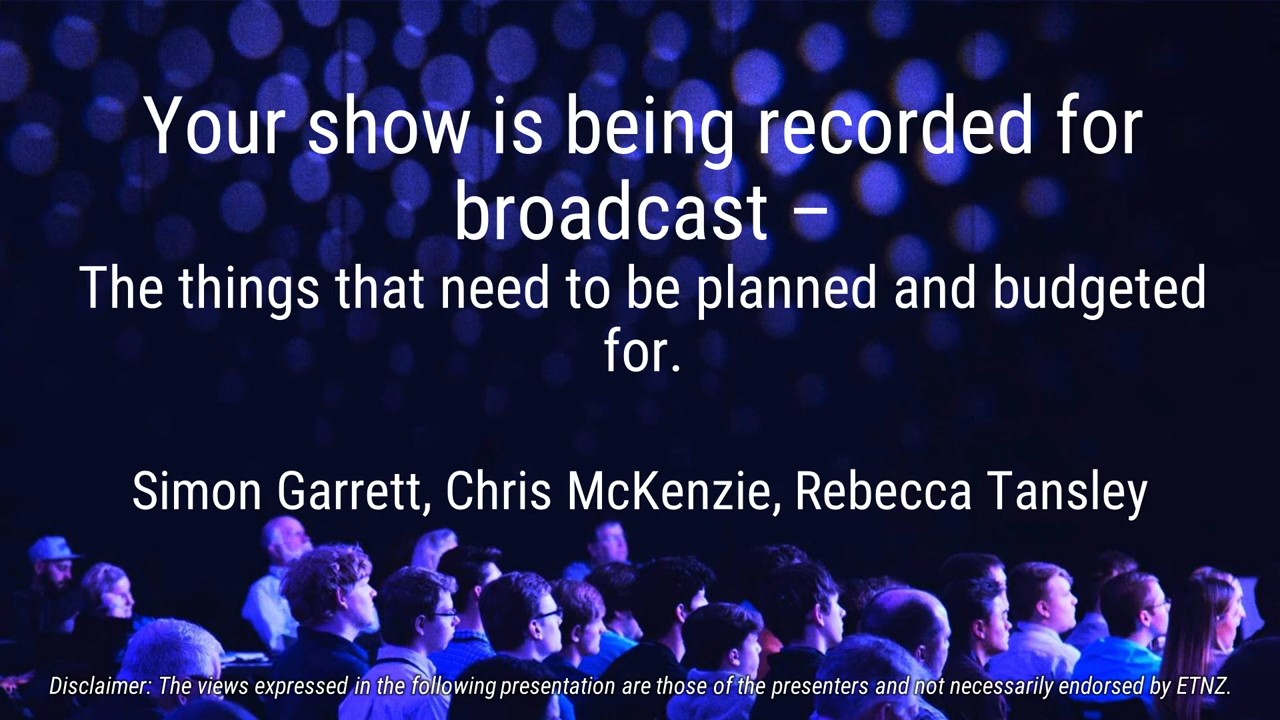 Your show is being recorded for
broadcast –
The things that need to be planned and budgeted
for.
Simon Garrett, Chris McKenzie, Rebecca Tansley
Disclaimer: The views expressed in the following presentation are those of the presenters and not necessarily endorsed by ETNZ.